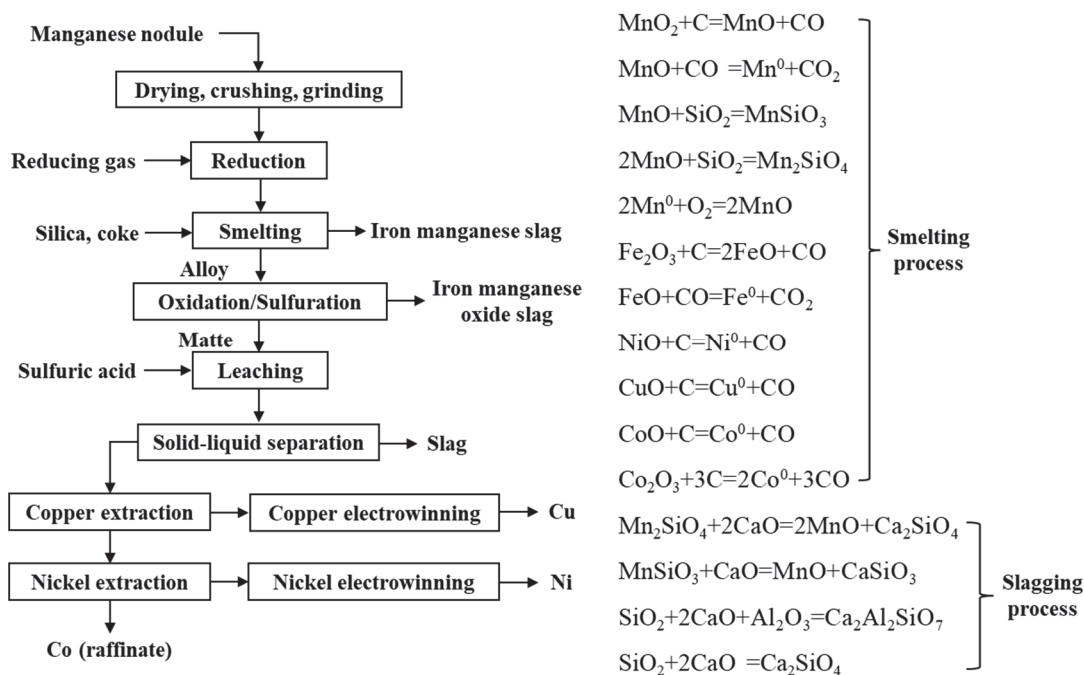 Manganese nodule
Drying, crushing, grinding
Reducing gas
Reduction
Silica, coke
Smelting
Iron manganese slag
Alloy
Oxidation/Sulfuration
Iron manganese
oxide slag
Matte
Sulfuric acid
Leaching
Solid-liquid separation
Slag
Copper extraction
Copper electrowinning
Cu
Nickel extraction
Nickel electrowinning
Ni
Co (raffinate)
MnO₂+C=MnO+CO
MnO+CO =Mn⁰+CO₂
MnO+SiO₂=MnSiO₃
2MnO+SiO₂=Mn₂SiO₄
2Mn⁰+O₂=2MnO
Fe₂O₃+C=2FeO+CO
FeO+CO=Fe⁰+CO₂
NiO+C=Ni⁰+CO
CuO+C=Cu⁰+CO
CoO+C=Co⁰+CO
Co₂O₃+3C=2Co⁰+3CO
Smelting
process
Mn₂SiO₄+2CaO=2MnO+Ca₂SiO₄
MnSiO₃+CaO=MnO+CaSiO₃
SiO₂+2CaO+Al₂O₃=Ca₂Al₂SiO₇
SiO₂+2CaO =Ca₂SiO₄
Slagging
process